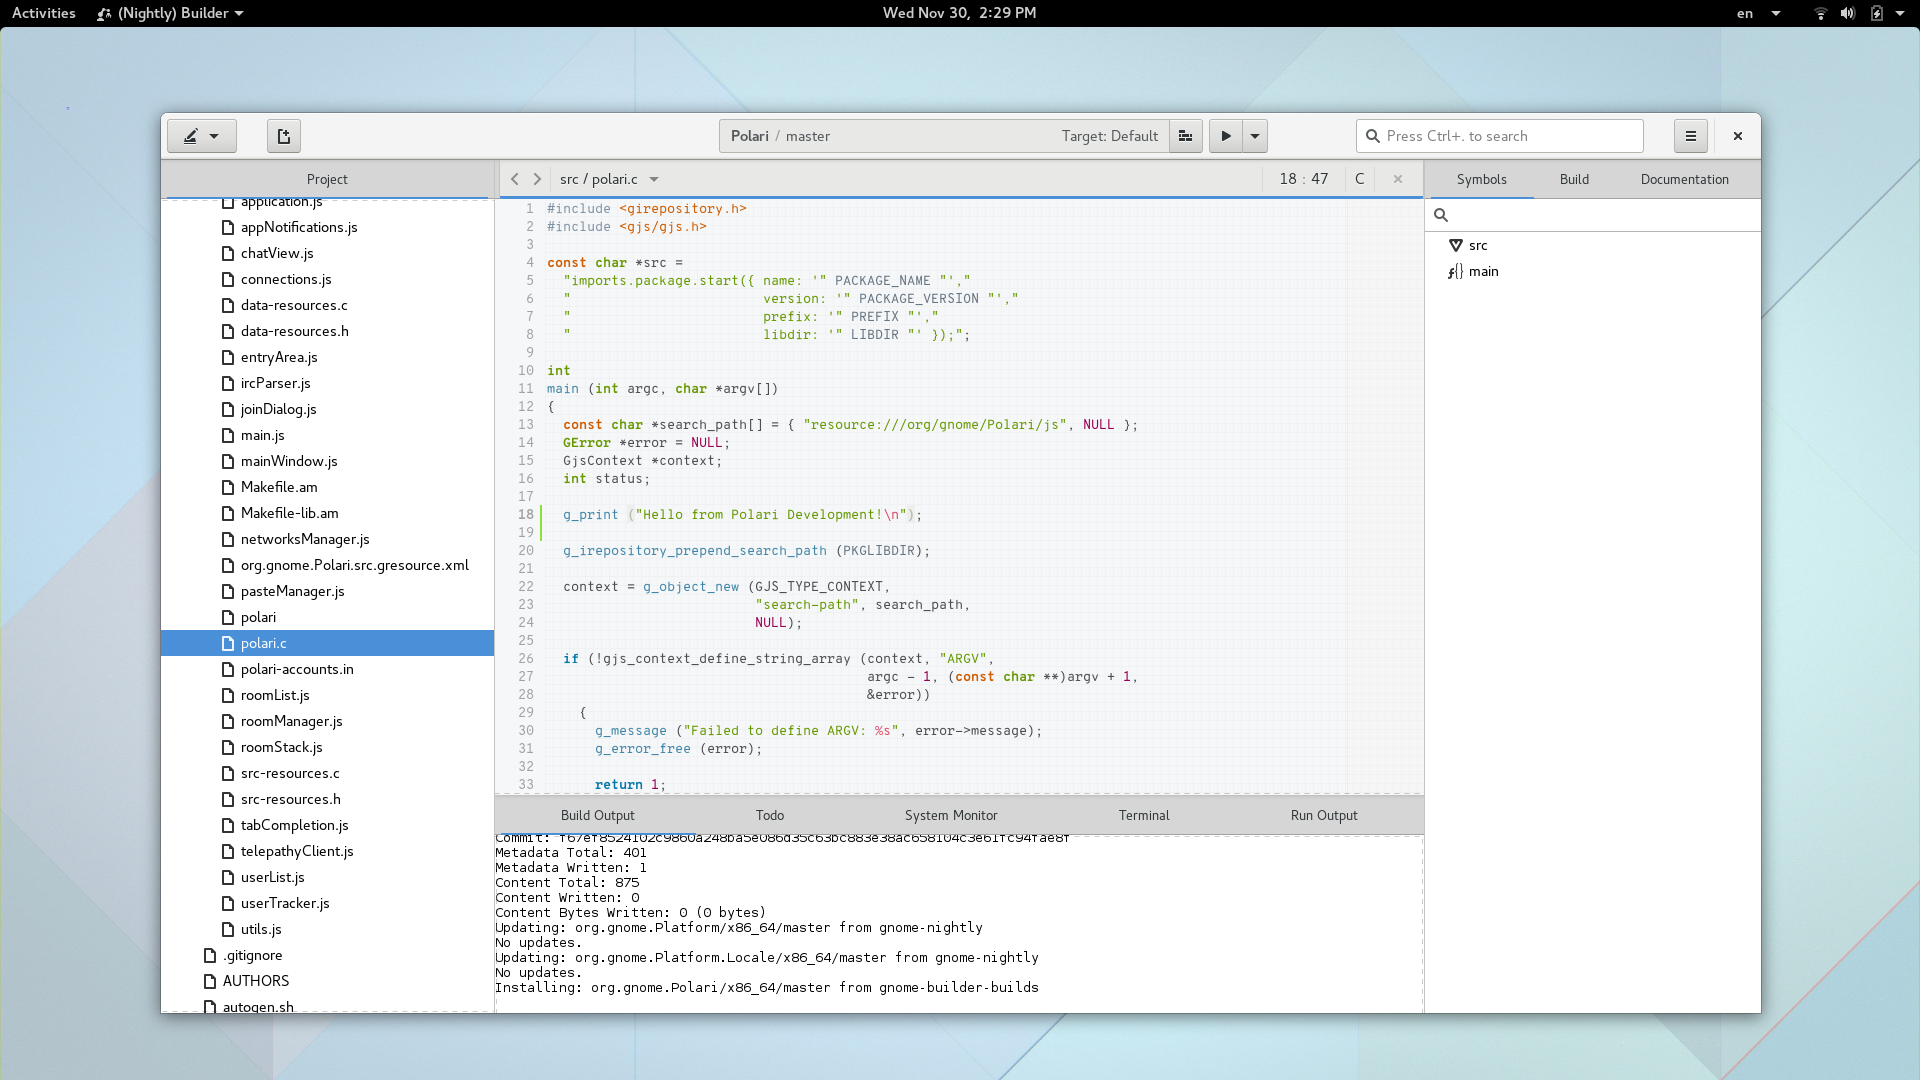 Activities (Nightly) Builder Wed Nov 30, 2:29 PM en
Polari / master Target: Default Press Ctrl+. to search
Project
application.js
appNotifications.js
chatView.js
connections.js
data-resources.c
data-resources.h
entryArea.js
ircParser.js
joinDialog.js
main.js
mainWindow.js
Makefile.am
Makefile-lib.am
networksManager.js
org.gnome.Polari.src.gresource.xml
pasteManager.js
polari
polari.c
polari-accounts.in
roomList.js
roomManager.js
roomStack.js
src-resources.c
src-resources.h
tabCompletion.js
telepathyClient.js
userList.js
userTracker.js
utils.js
.gitignore
AUTHORS
autogen.sh
src / polari.c 18 : 47 C
1 #include <girepository.h>
2 #include <gjs/gjs.h>
3
4 const char *src =
5 "imports.package.start({ name: '" PACKAGE_NAME "',"
6 " version: '" PACKAGE_VERSION "',"
7 " prefix: '" PREFIX "',"
8 " libdir: '" LIBDIR "' });";
9
10 int
11 main (int argc, char *argv[])
12 {
13 const char *search_path[] = { "resource:///org/gnome/Polari/js", NULL };
14 GError *error = NULL;
15 GjsContext *context;
16 int status;
17
18 g_print ("Hello from Polari Development!\n");
19
20 g_irepository_prepend_search_path (PKGLIBDIR);
21
22 context = g_object_new (GJS_TYPE_CONTEXT,
23 "search-path", search_path,
24 NULL);
25
26 if (!gjs_context_define_string_array (context, "ARGV",
27 argc - 1, (const char **)argv + 1,
28 &error))
29 {
30 g_message ("Failed to define ARGV: %s", error->message);
31 g_error_free (error);
32
33 return 1;
Build Output Todo System Monitor Terminal Run Output
Commit: f67ef8524102c9860a248ba5e086d35c63bc883e38ac658104c3e61fc94fae8f
Metadata Total: 401
Metadata Written: 1
Content Total: 875
Content Written: 0
Content Bytes Written: 0 (0 bytes)
Updating: org.gnome.Platform/x86_64/master from gnome-nightly
No updates.
Updating: org.gnome.Platform.Locale/x86_64/master from gnome-nightly
No updates.
Installing: org.gnome.Polari/x86_64/master from gnome-builder-builds
Symbols Build Documentation
src
main